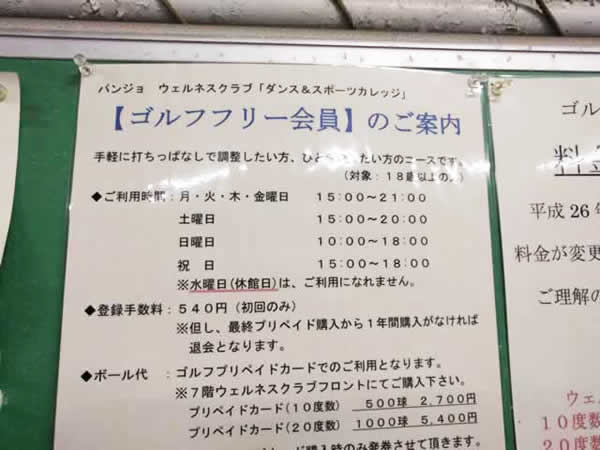 パンジョ ウェルネスクラブ「ダンス＆スポーツカレッジ」
【ゴルフフリー会員】のご案内
手軽に打ちっぱなしで調整したい方、ひと たい方のコースです。
(対象：18歳以上の方)
◆ご利用時間：月・火・木・金曜日 15:00～21:00
土曜日 15:00～20:00
日曜日 10:00～18:00
祝 日 15:00～18:00
※水曜日(休館日)は、ご利用になれません。
◆登録手数料：540円（初回のみ）
※但し、最終プリペイド購入から1年間購入がなければ
退会となります。
◆ボール代 ：ゴルフプリペイドカードでのご利用となります。
※7階ウェルネスクラブフロントにてご購入下さい。
プリペイドカード(10度数) 500球 2,700円
プリペイドカード(20度数) 1000球 5,400円
購入時のみ発券させて頂きます。
ゴル
料金
平成26年
料金が変更
ご理解の
ウェル
10度数
20度数